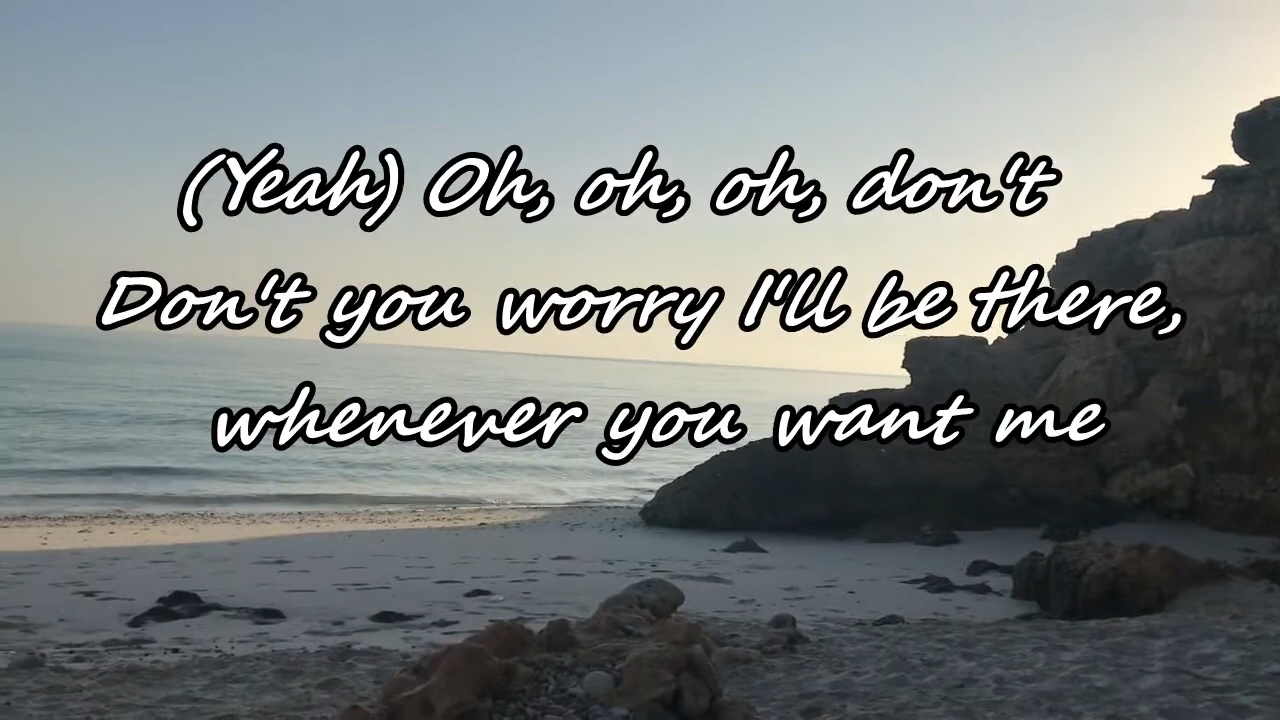 (Yeah) Oh, oh, oh, don't
Don't you worry I'll be there,
whenever you want me